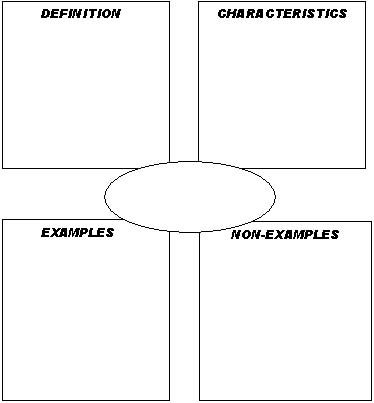 DEFINITION
CHARACTERISTICS
EXAMPLES
NON-EXAMPLES